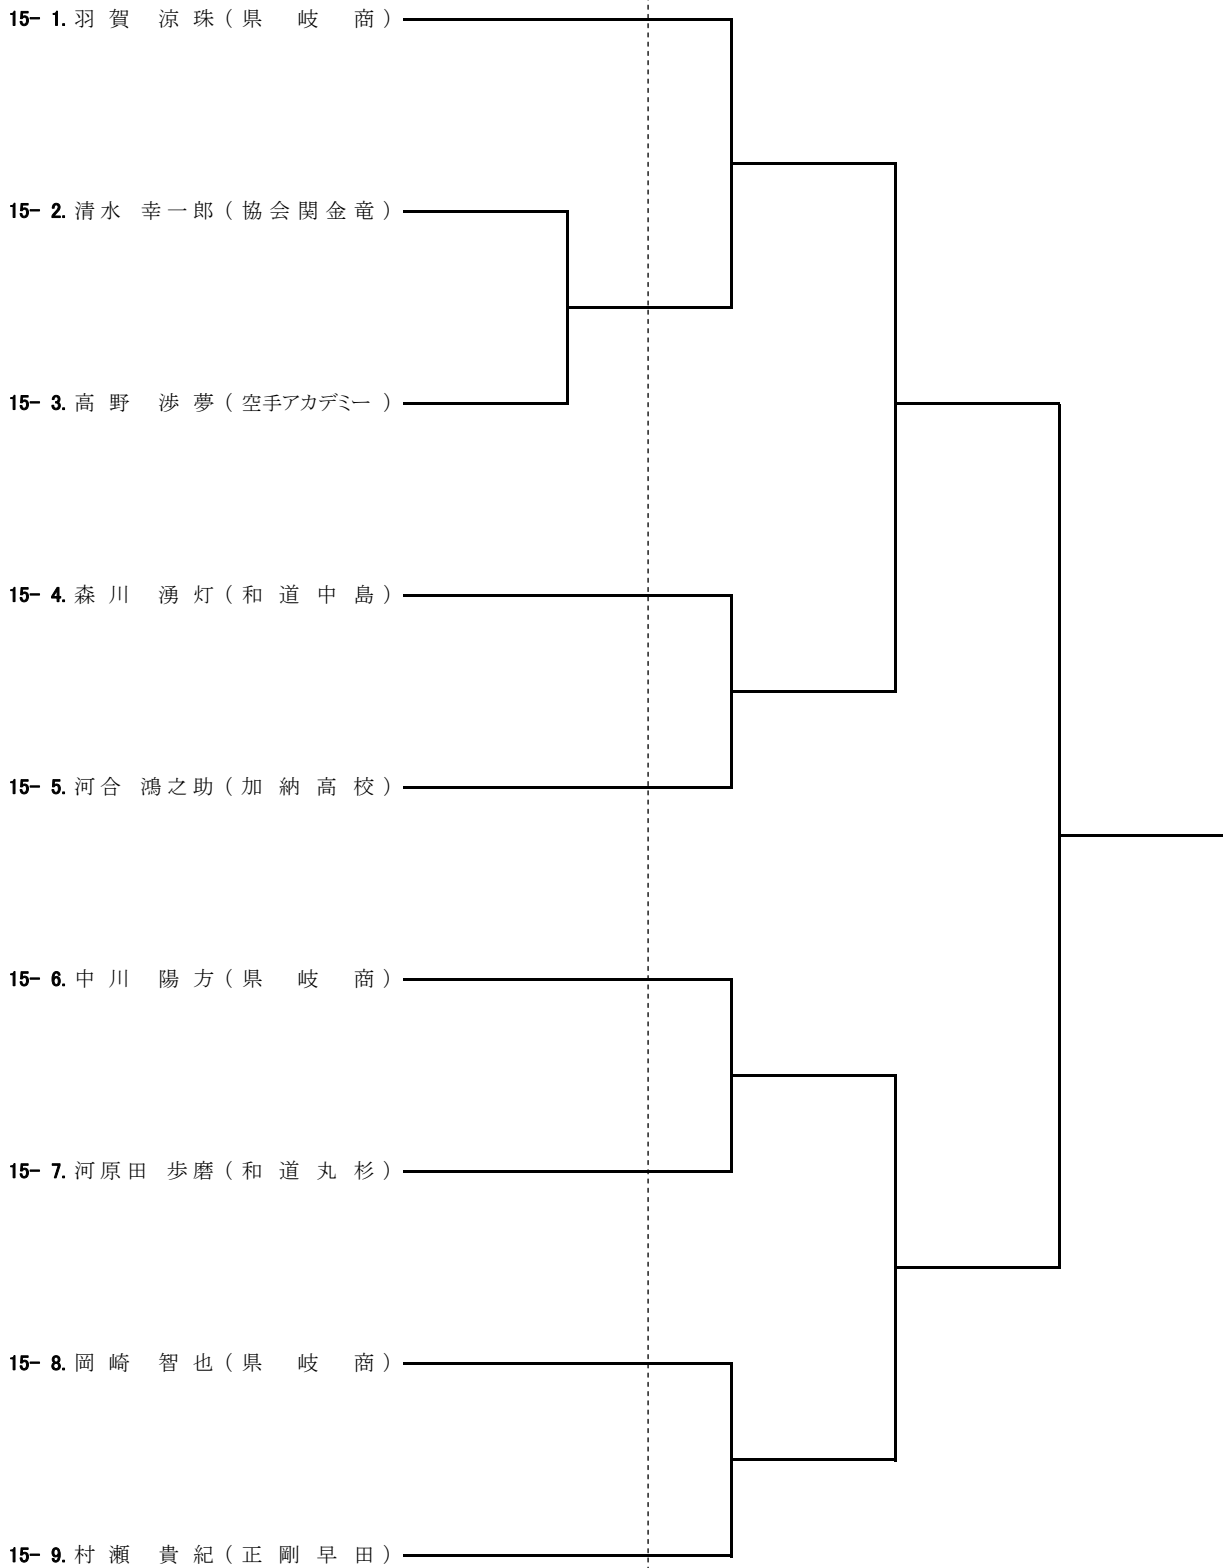 15- 1. 羽賀 涼珠 (県岐商)
15- 2. 清水 幸一郎 (協会関金竜)
15- 3. 高野 渉夢 (空手アカデミー)
15- 4. 森川 湧灯 (和道中島)
15- 5. 河合 鴻之助 (加納高校)
15- 6. 中川 陽方 (県岐商)
15- 7. 河原田 歩磨 (和道丸杉)
15- 8. 岡崎 智也 (県岐商)
15- 9. 村瀬 貴紀 (正剛早田)